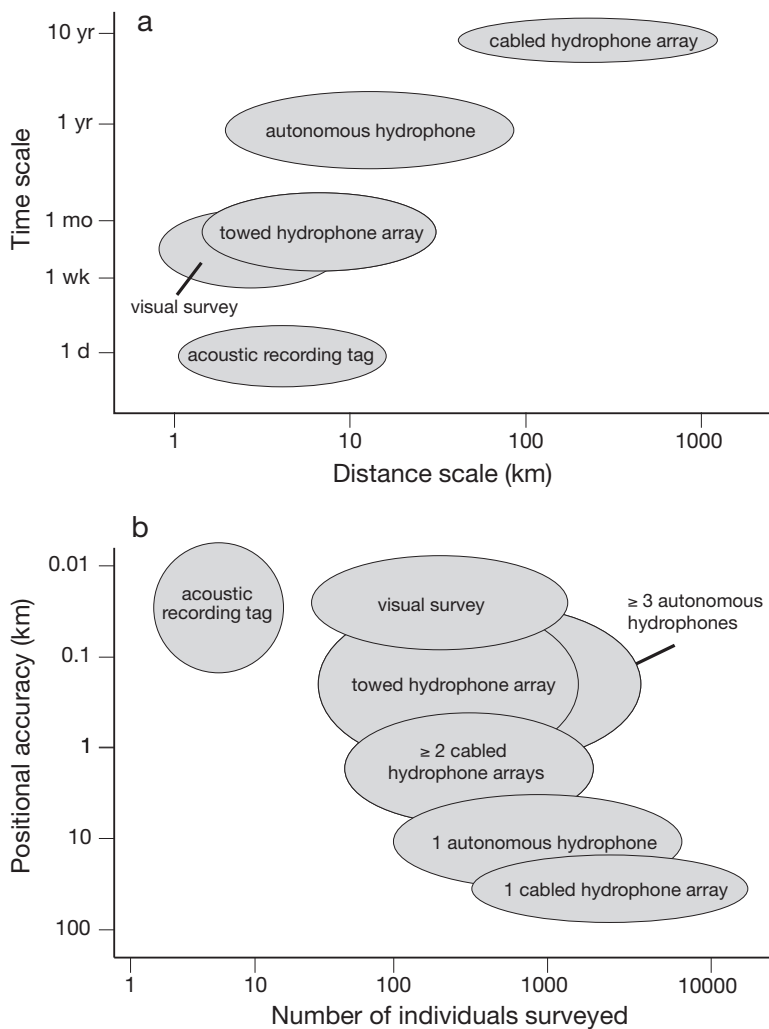 a
10 yr
1 yr
1 mo
1 wk
1 d
Time scale
cabled hydrophone array
autonomous hydrophone
towed hydrophone array
visual survey
acoustic recording tag
1
10
100
1000
Distance scale (km)
b
0.01
0.1
1
10
100
Positional accuracy (km)
acoustic
recording tag
visual survey
≥ 3 autonomous
hydrophones
towed hydrophone array
≥ 2 cabled
hydrophone arrays
1 autonomous hydrophone
1 cabled hydrophone array
1
10
100
1000
10000
Number of individuals surveyed